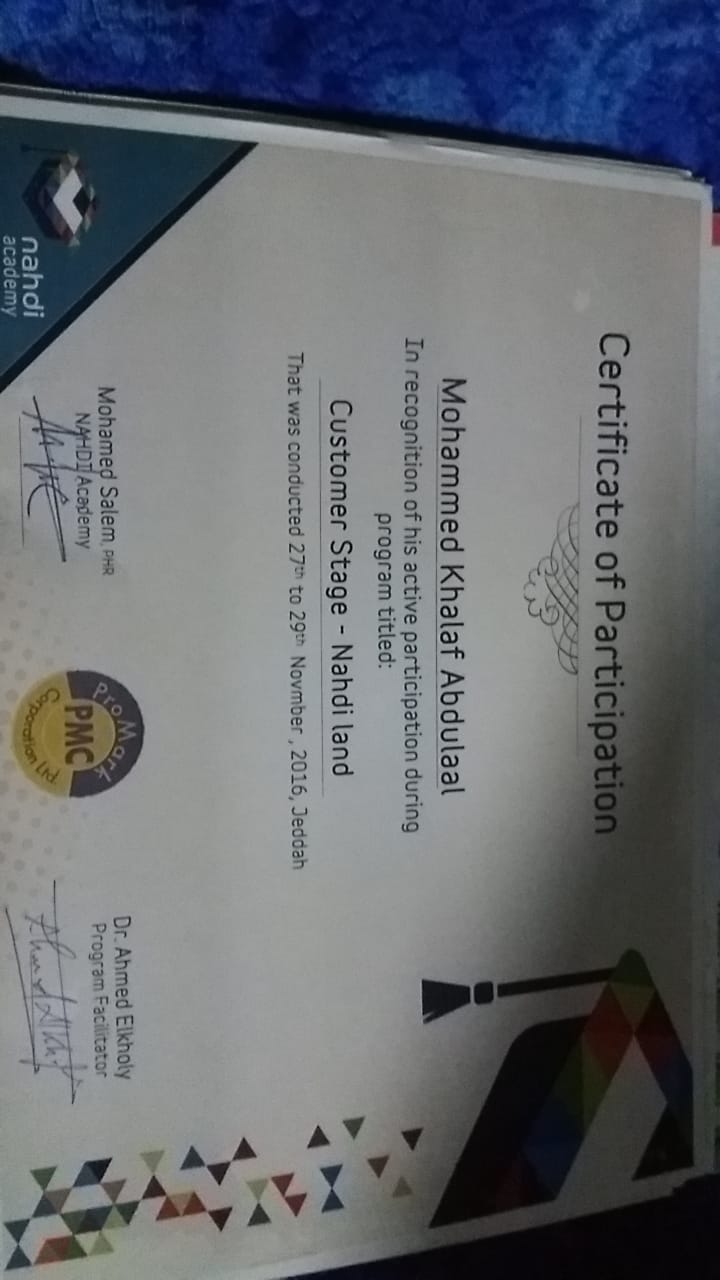 Certificate of Participation
Mohammed Khalaf Abdulaal
In recognition of his active participation during
program titled:
Customer Stage - Nahdi land
That was conducted 27th to 29th Novmber , 2016, Jeddah
Mohamed Salem, PHR
NAHDI Academy
ProMark
PMC
Corporation Ltd.
Dr. Ahmed Elkholy
Program Facilitator
nahdi
academy